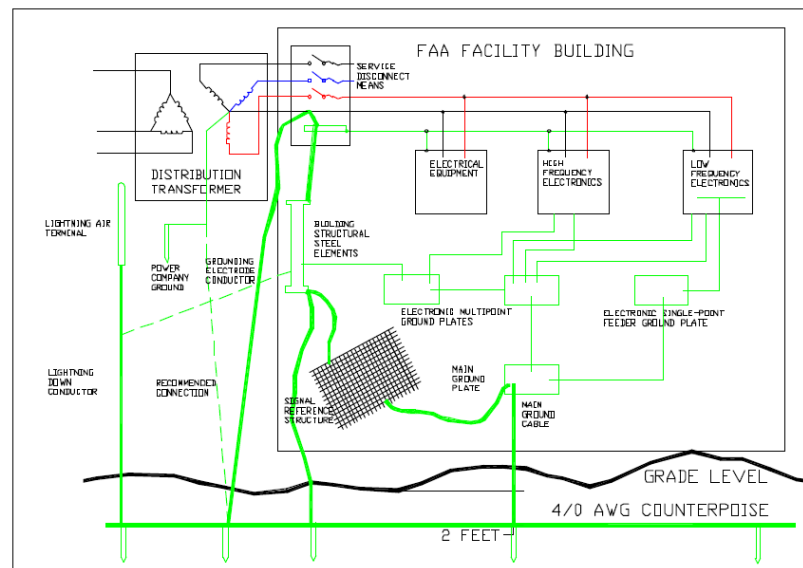 FAA FACILITY BUILDING
SERVICE
DISCONNECT
MEANS
DISTRIBUTION
TRANSFORMER
ELECTRICAL
EQUIPMENT
HIGH
FREQUENCY
ELECTRONICS
LOW
FREQUENCY
ELECTRONICS
LIGHTNING AIR
TERMINAL
POWER
COMPANY
GROUND
GROUNDING
ELECTRODE
CONDUCTOR
BUILDING
STRUCTURAL
STEEL
ELEMENTS
ELECTRONIC MULTIPOINT
GROUND PLATES
ELECTRONIC SINGLE-POINT
FEEDER GROUND PLATE
LIGHTNING
DOWN
CONDUCTOR
RECOMMENDED
CONNECTION
SIGNAL
REFERENCE
STRUCTURE
MAIN
GROUND
PLATE
MAIN
GROUND
CABLE
GRADE LEVEL
4/0 AWG COUNTERPOISE
2 FEET